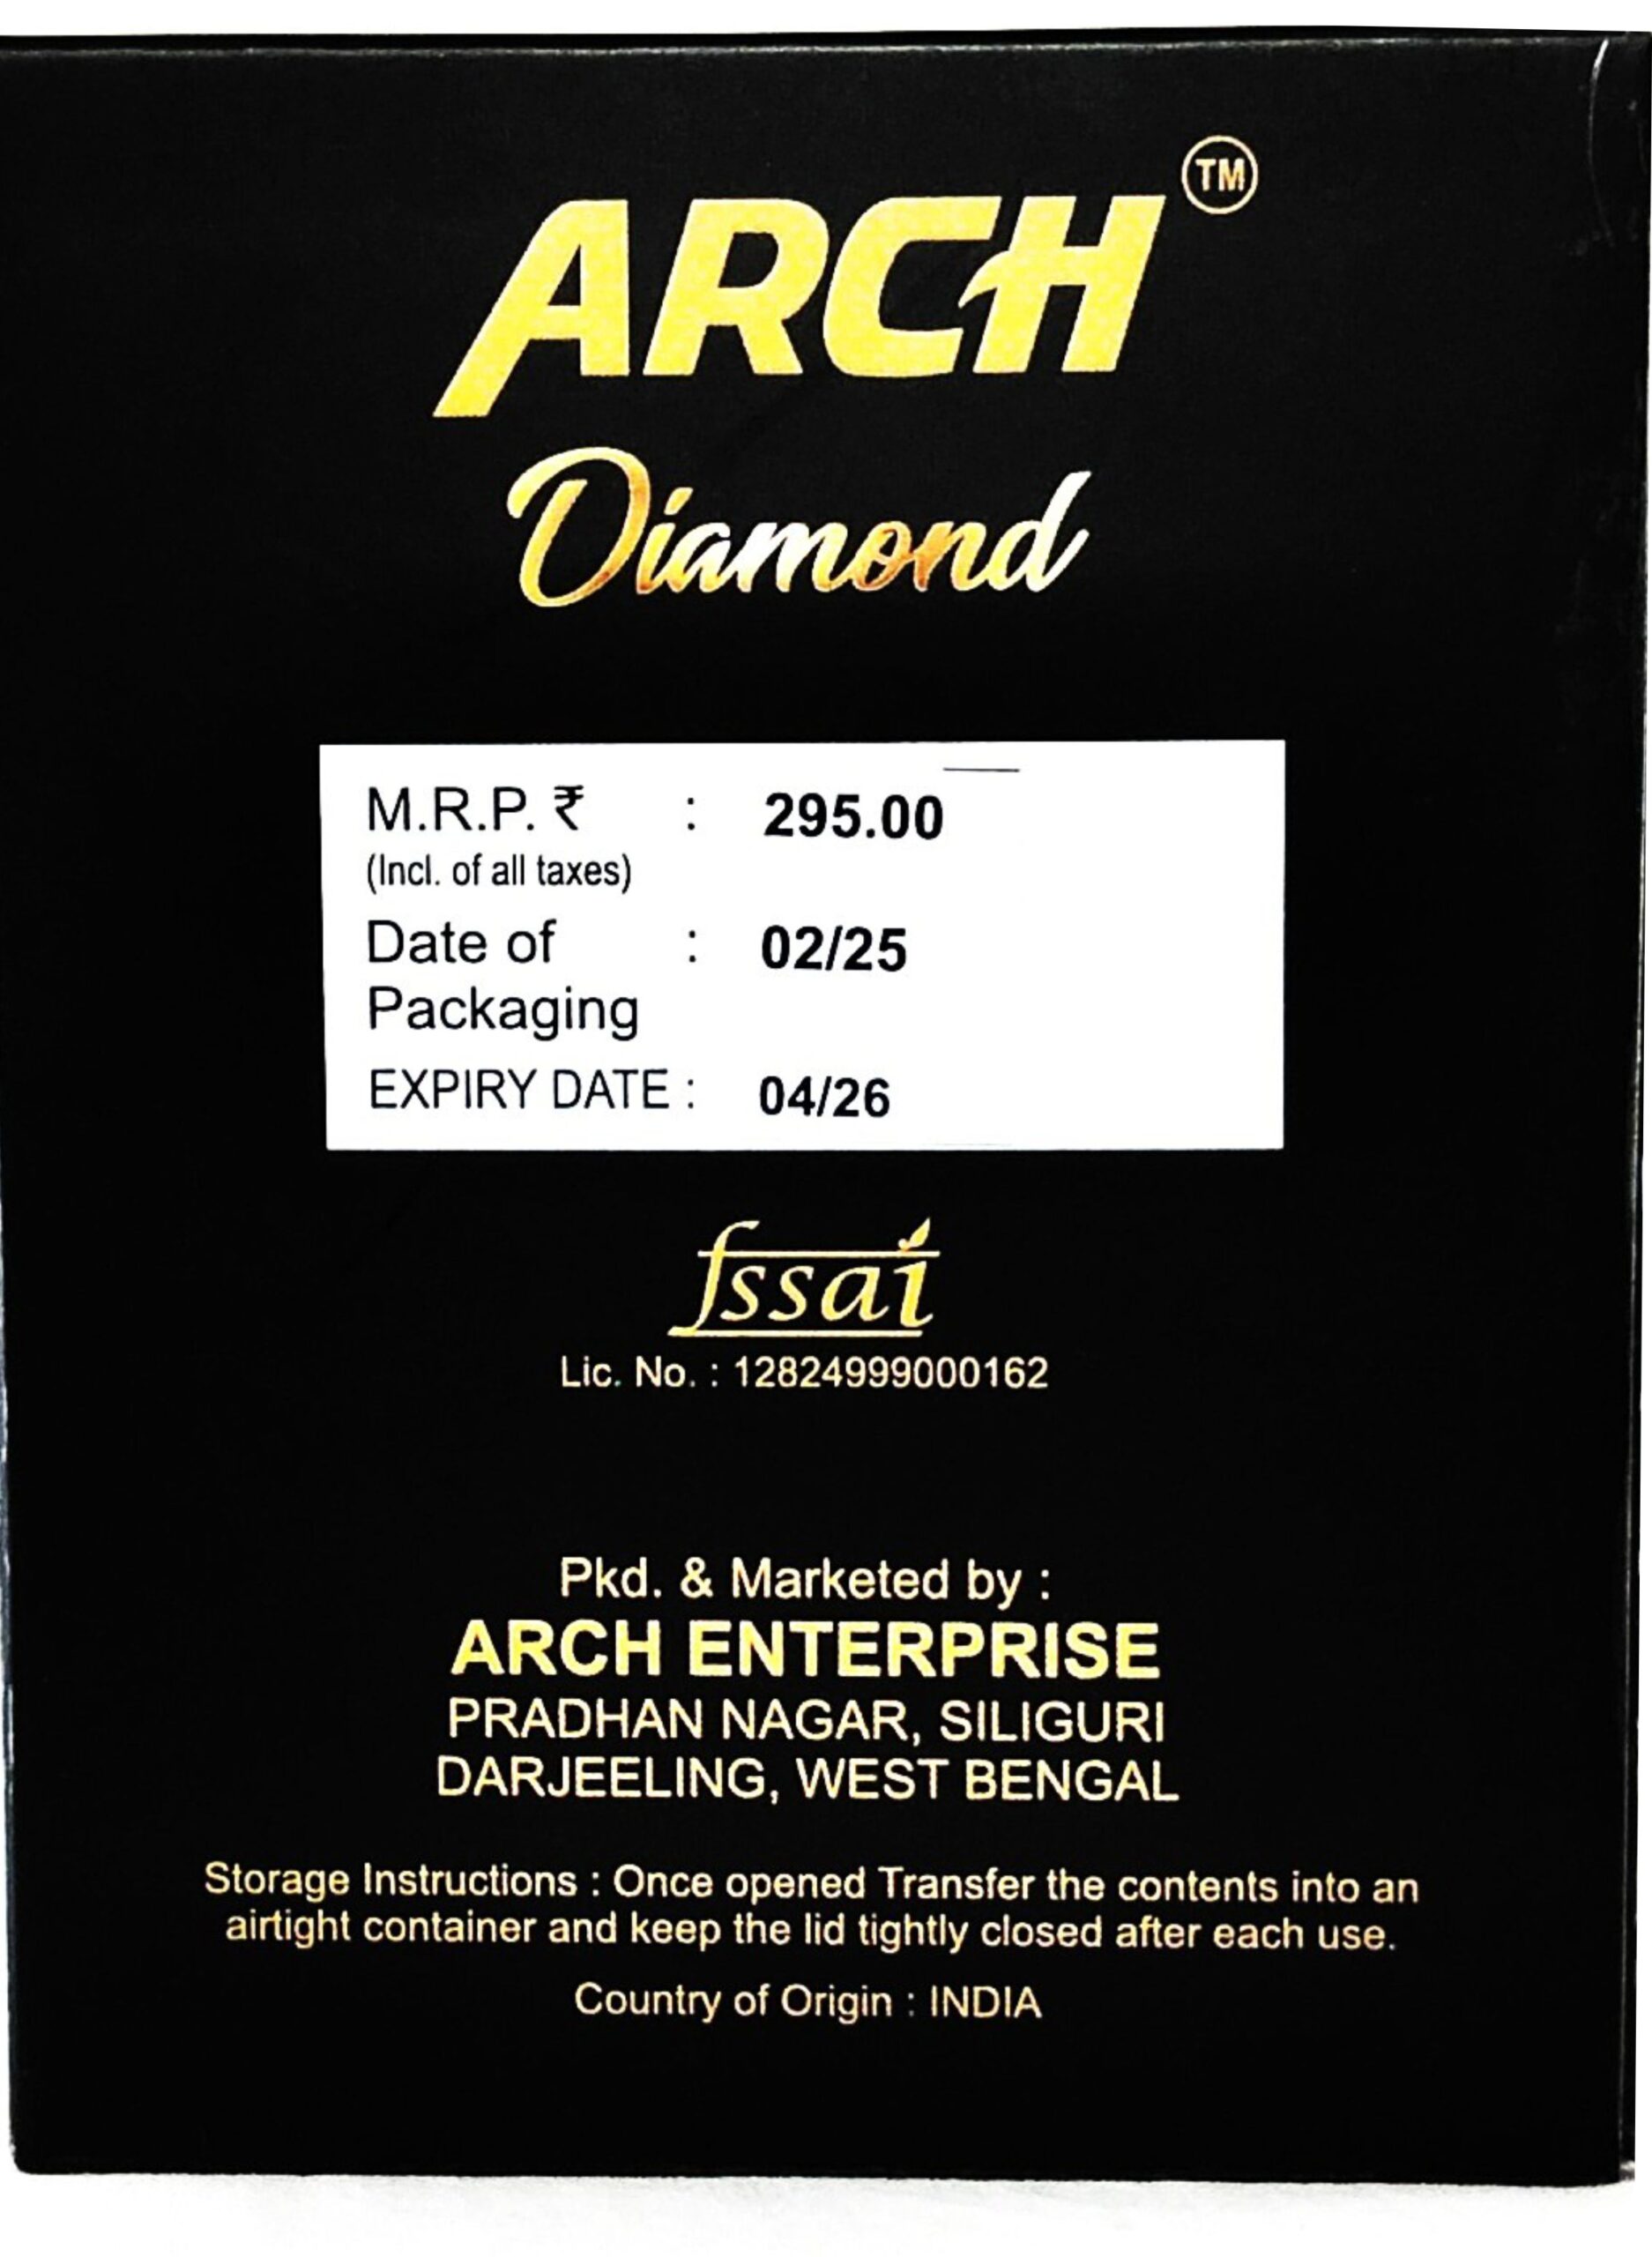 ARCH TM
Diamond
M.R.P. ₹ : 295.00
(Incl. of all taxes)
Date of : 02/25
Packaging
EXPIRY DATE : 04/26
fssai
Lic. No. : 12824999000162
Pkd. & Marketed by :
ARCH ENTERPRISE
PRADHAN NAGAR, SILIGURI
DARJEELING, WEST BENGAL
Storage Instructions : Once opened Transfer the contents into an
airtight container and keep the lid tightly closed after each use.
Country of Origin : INDIA